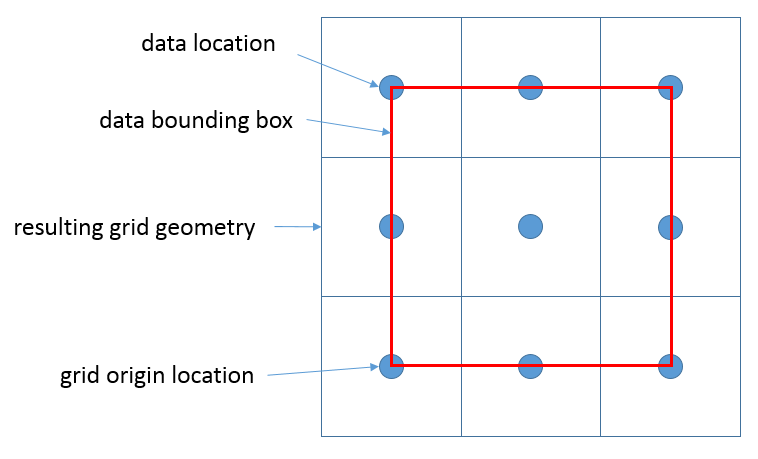 data location
data bounding box
resulting grid geometry
grid origin location